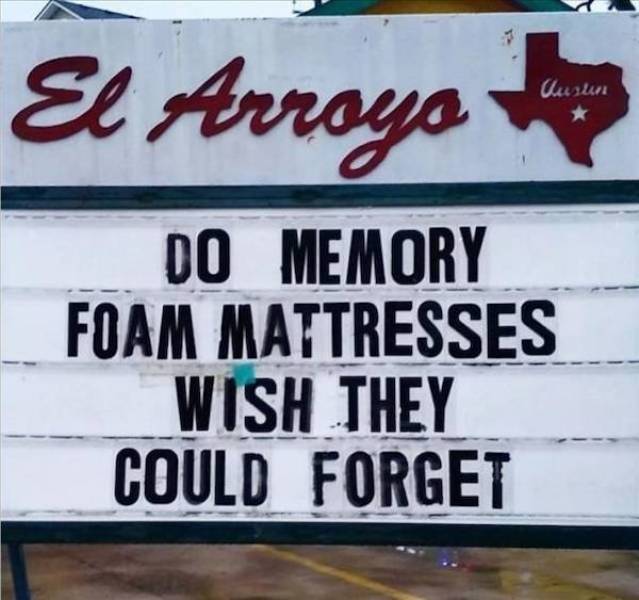 El Arroyo
Austin
DO MEMORY
FOAM MATTRESSES
WISH THEY
COULD FORGET